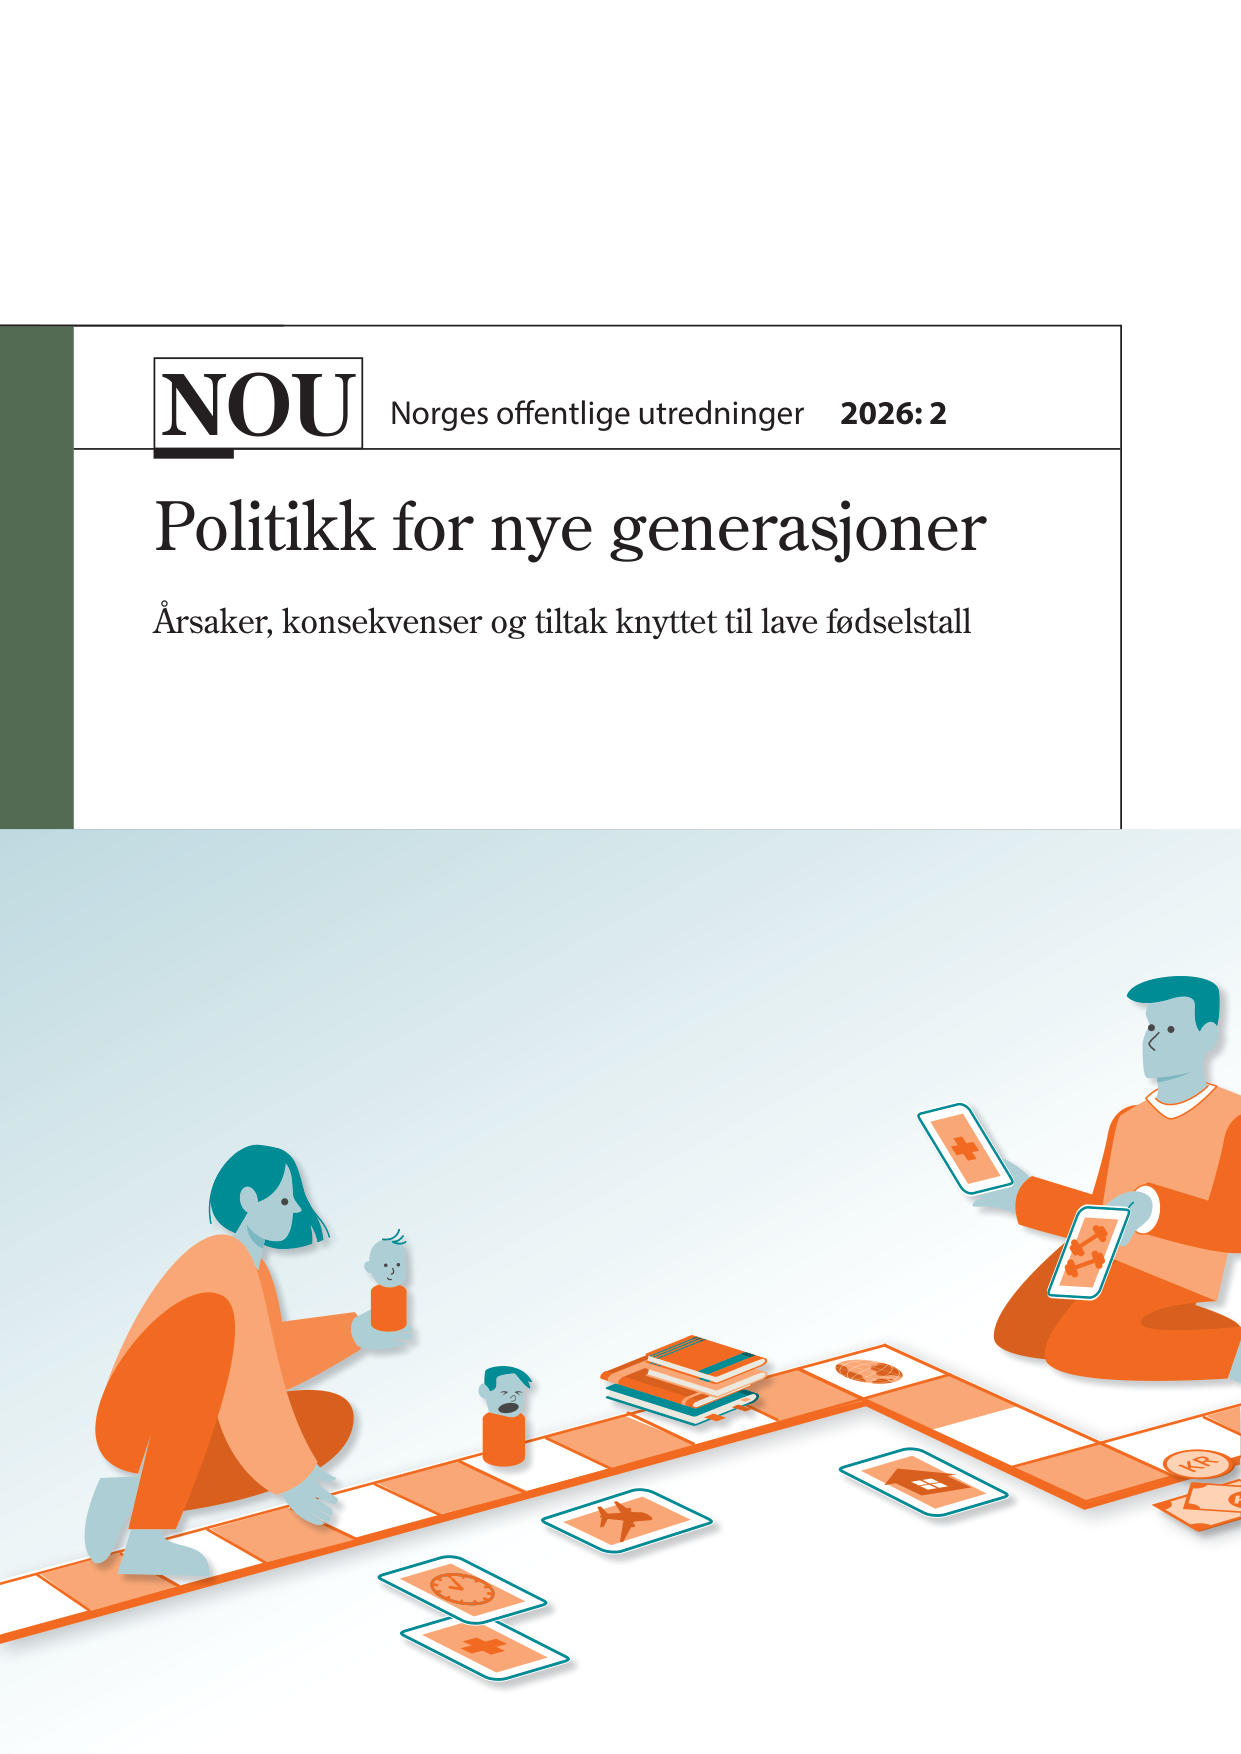 NOU Norges offentlige utredninger 2026: 2
Politikk for nye generasjoner
Årsaker, konsekvenser og tiltak knyttet til lave fødselstall
KR